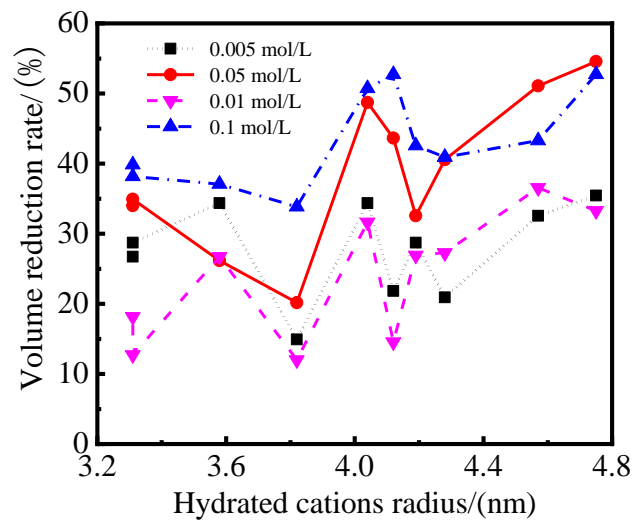 60
50
40
30
20
10
0
Volume reduction rate/ (%)
0.005 mol/L
0.05 mol/L
0.01 mol/L
0.1 mol/L
3.2 3.6 4.0 4.4 4.8
Hydrated cations radius/(nm)